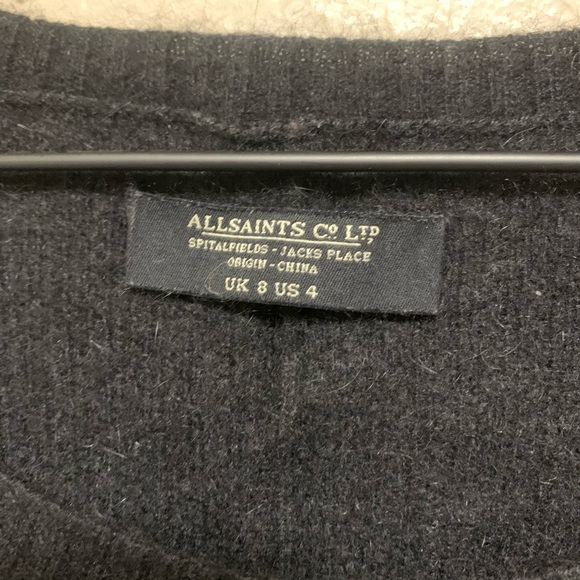 ALLSAINTS Co LTD,
SPITALFIELDS - JACKS PLACE
ORIGIN - CHINA
UK 8 US 4